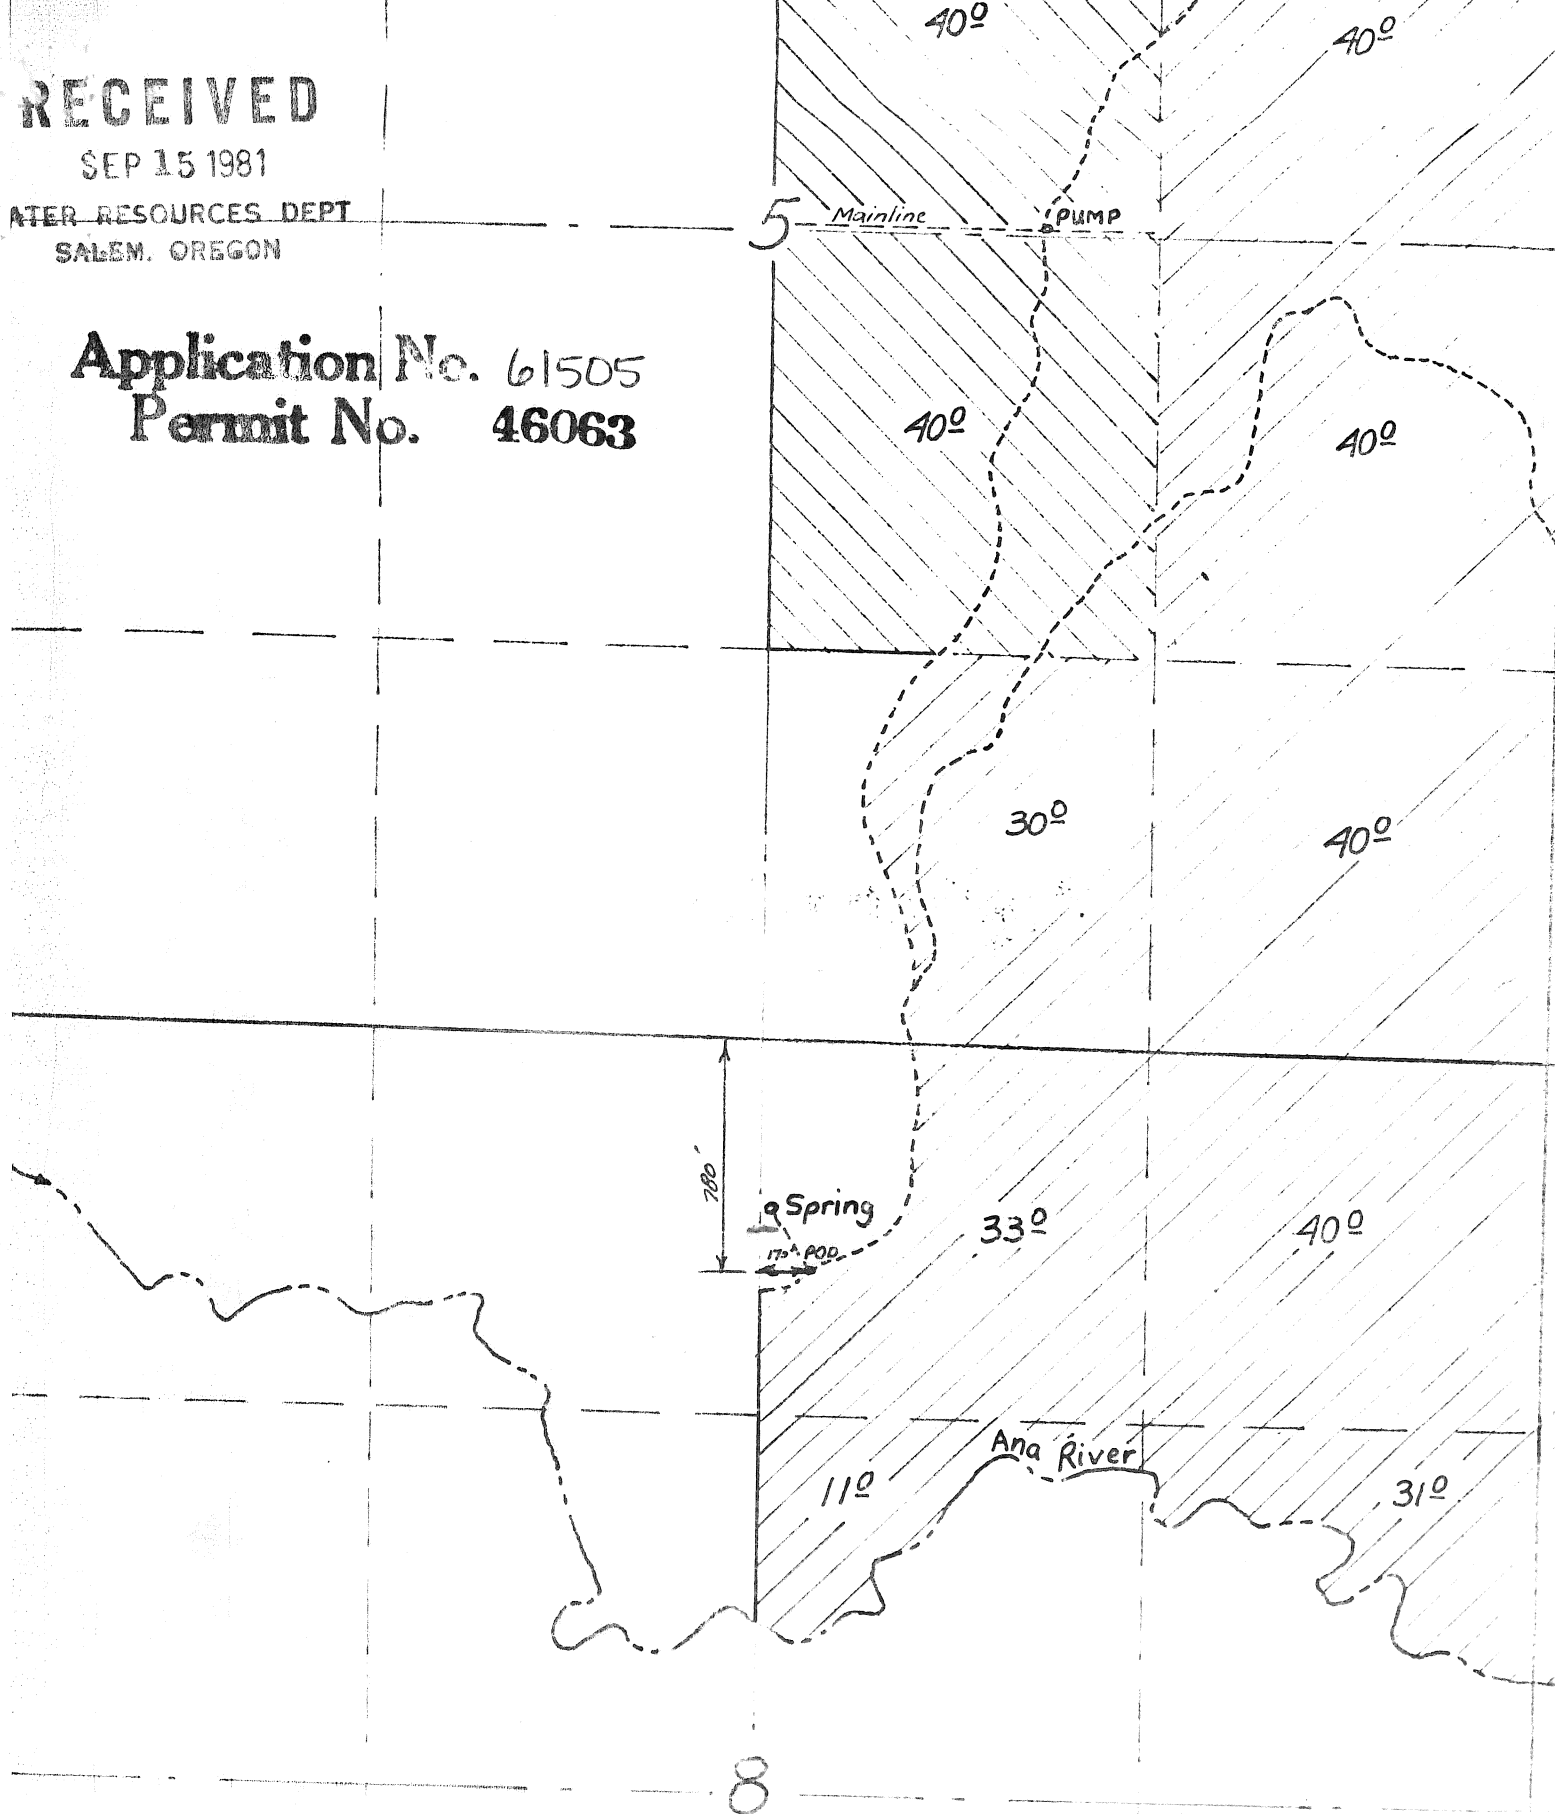 40º
40º
RECEIVED
SEP 15 1981
ATER RESOURCES DEPT
SALEM, OREGON
5
Mainline
PUMP
Application No. 61505
Permit No. 46063
40º
40º
30º
40º
780'
Spring
POD
33º
40º
Ana River
11º
31º
8